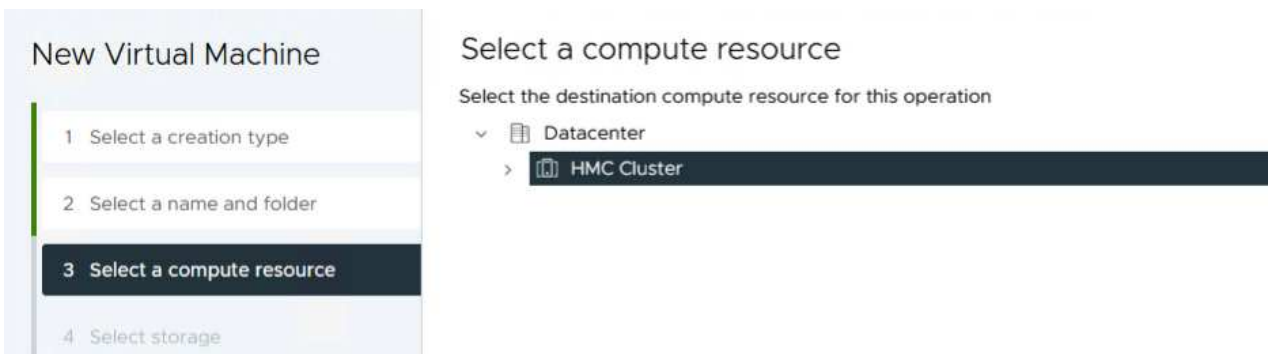 New Virtual Machine
1 Select a creation type
2 Select a name and folder
3 Select a compute resource
4 Select storage
Select a compute resource
Select the destination compute resource for this operation
Datacenter
HMC Cluster